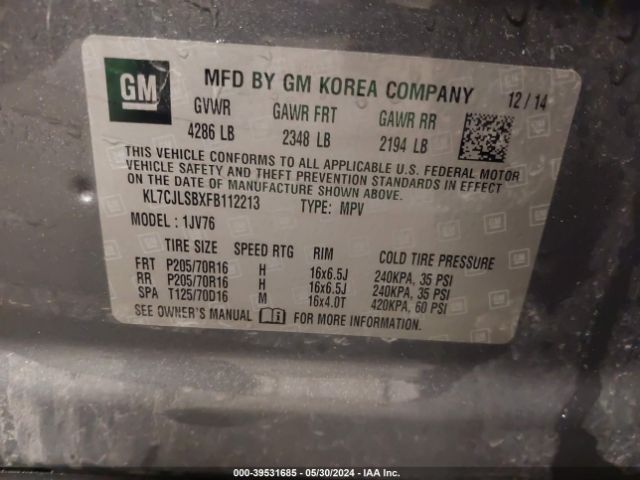 GM
MFD BY GM KOREA COMPANY
12 / 14
GVWR GAWR FRT GAWR RR
4286 LB 2348 LB 2194 LB
THIS VEHICLE CONFORMS TO ALL APPLICABLE U.S. FEDERAL MOTOR
VEHICLE SAFETY AND THEFT PREVENTION STANDARDS IN EFFECT
ON THE DATE OF MANUFACTURE SHOWN ABOVE.
KL7CJLSBXFB112213 TYPE: MPV
MODEL : 1JV76
TIRE SIZE SPEED RTG RIM COLD TIRE PRESSURE
FRT P205/70R16 H 16x6.5J 240KPA, 35 PSI
RR P205/70R16 H 16x6.5J 240KPA, 35 PSI
SPA T125/70D16 M 16x4.0T 420KPA, 60 PSI
SEE OWNER'S MANUAL FOR MORE INFORMATION.
000-39531685 — 05/30/2024 — IAA Inc.